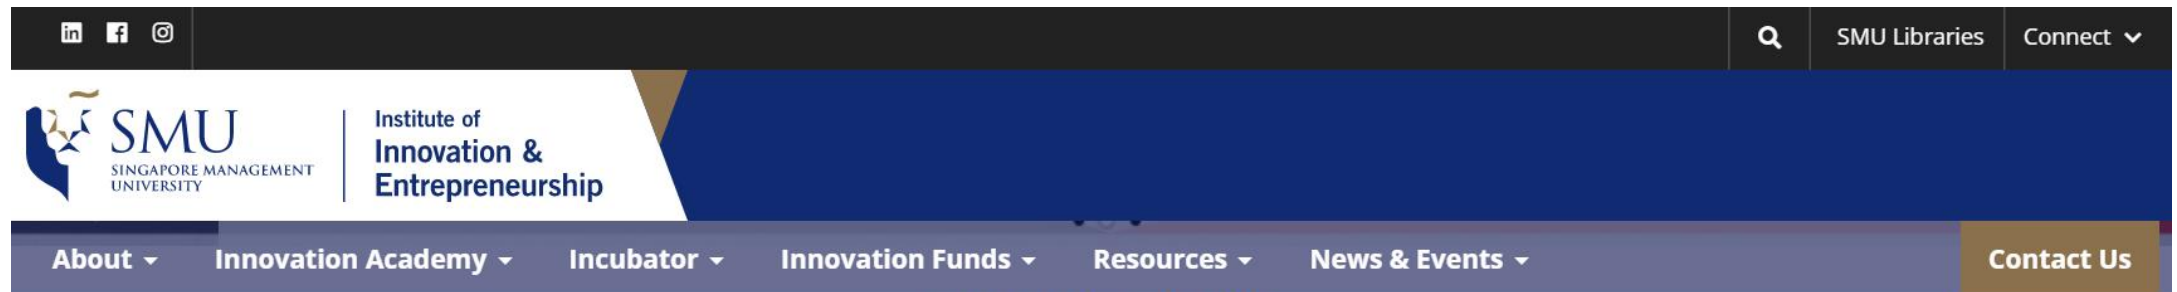 SMU Libraries
Connect
SMU
SINGAPORE MANAGEMENT
UNIVERSITY
Institute of
Innovation &
Entrepreneurship
About
Innovation Academy
Incubator
Innovation Funds
Resources
News & Events
Contact Us